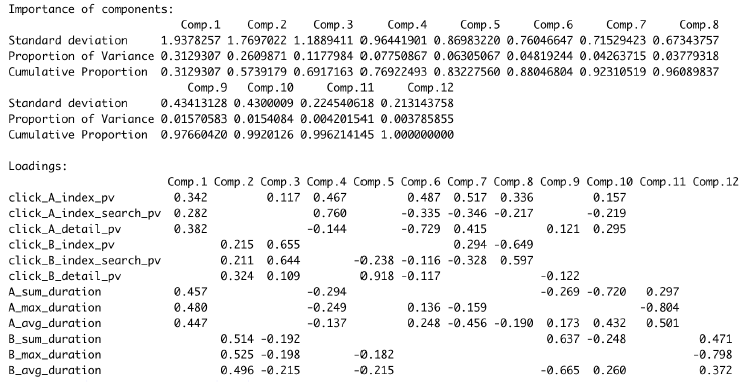 Importance of components:
Comp.1 Comp.2 Comp.3 Comp.4 Comp.5 Comp.6 Comp.7 Comp.8
Standard deviation 1.9378257 1.7697022 1.1889411 0.96441901 0.86983220 0.76046647 0.71529423 0.67343757
Proportion of Variance 0.3129307 0.2609871 0.1177984 0.07750867 0.06305067 0.04819244 0.04263715 0.03779318
Cumulative Proportion 0.3129307 0.5739179 0.6917163 0.76922493 0.83227560 0.88046804 0.92310519 0.96089837
Comp.9 Comp.10 Comp.11 Comp.12
Standard deviation 0.43413128 0.4300009 0.224540618 0.213143758
Proportion of Variance 0.01570583 0.0154084 0.004201541 0.003785855
Cumulative Proportion 0.97660420 0.9920126 0.996214145 1.000000000
Loadings:
Comp.1 Comp.2 Comp.3 Comp.4 Comp.5 Comp.6 Comp.7 Comp.8 Comp.9 Comp.10 Comp.11 Comp.12
click_A_index_pv 0.342 0.117 0.467 0.487 0.517 0.336 0.157
click_A_index_search_pv 0.282 0.760 -0.335 -0.346 -0.217 -0.219
click_A_detail_pv 0.382 -0.144 -0.729 0.415 0.121 0.295
click_B_index_pv 0.215 0.655 0.294 -0.649
click_B_index_search_pv 0.211 0.644 -0.238 -0.116 -0.328 0.597
click_B_detail_pv 0.324 0.109 0.918 -0.117 -0.122
A_sum_duration 0.457 -0.294 -0.269 -0.720 0.297
A_max_duration 0.480 -0.249 0.136 -0.159 -0.804
A_avg_duration 0.447 -0.137 0.248 -0.456 -0.190 0.173 0.432 0.501
B_sum_duration 0.514 -0.192 0.637 -0.248 0.471
B_max_duration 0.525 -0.198 -0.182 -0.798
B_avg_duration 0.496 -0.215 -0.215 -0.665 0.260 0.372